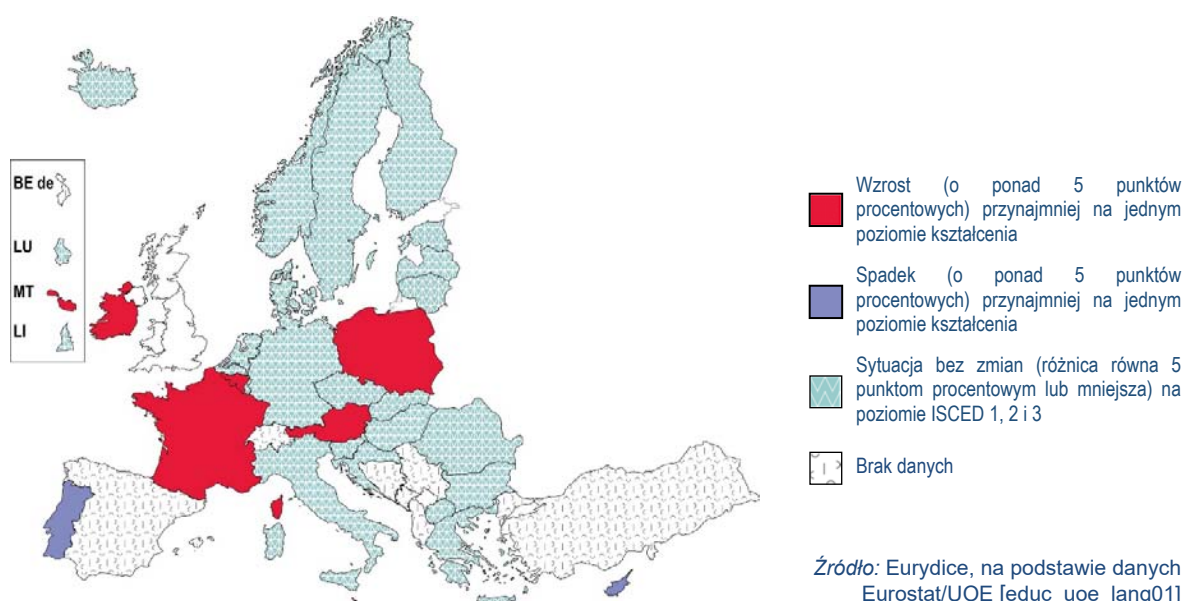 BE de
LU
MT
LI
Wzrost (o ponad 5 punktów
procentowych) przynajmniej na jednym
poziomie kształcenia
Spadek (o ponad 5 punktów
procentowych) przynajmniej na jednym
poziomie kształcenia
Sytuacja bez zmian (różnica równa 5
punktom procentowym lub mniejsza) na
poziomie ISCED 1, 2 i 3
Brak danych
Źródło: Eurydice, na podstawie danych
Eurostat/UOE [educ_uoe_lang01]